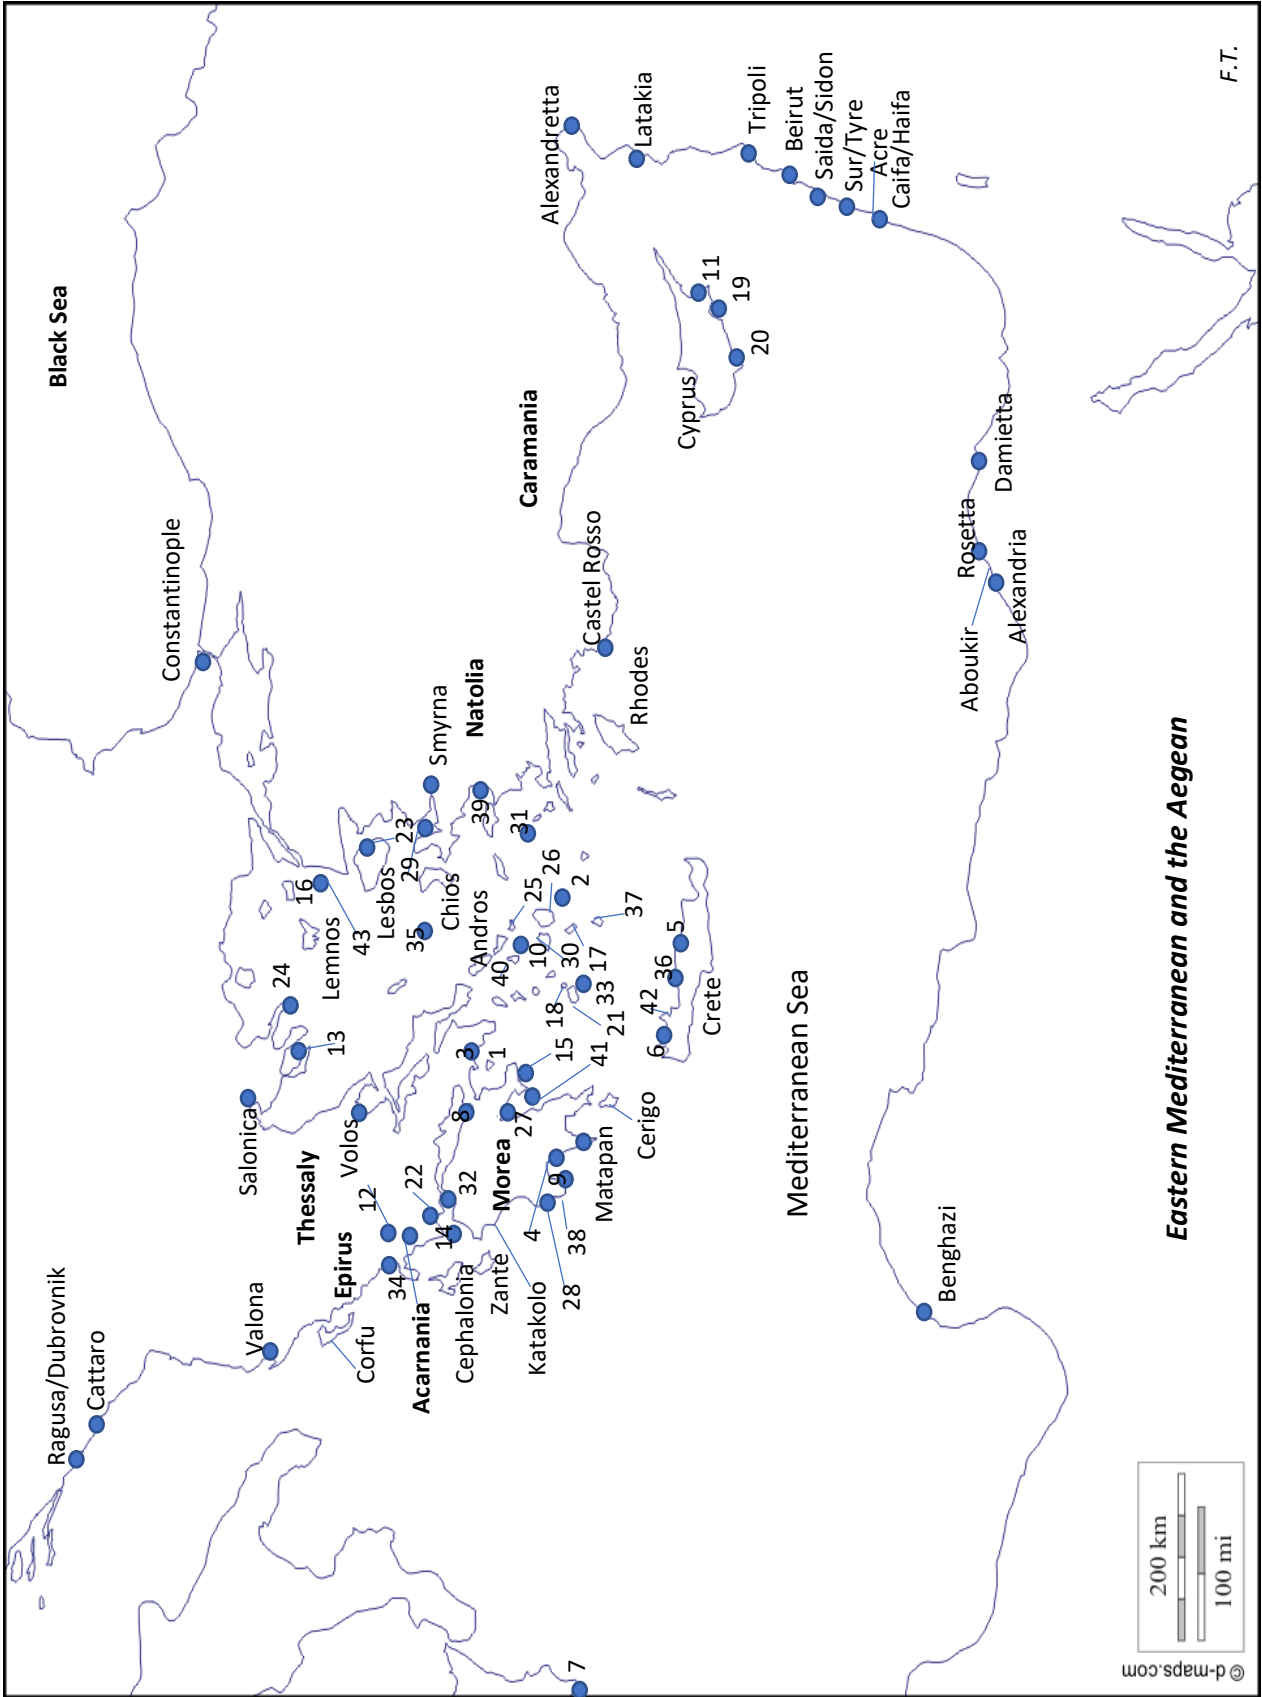 Ragusa/Dubrovnik
Cattaro
Valona
Corfu
Epirus
Thessaly
Acarnania
Cephalonia
Zante
Katakolo
Morea
Matapan
Cerigo
Salonica
Volos
Lemnos
Lesbos
Chios
Andros
Smyrna
Natolia
Constantinople
Black Sea
Caramania
Castel Rosso
Rhodes
Crete
Cyprus
Alexandretta
Latakia
Tripoli
Beirut
Saida/Sidon
Sur/Tyre
Acre
Caifa/Haifa
Damietta
Rosetta
Aboukir
Alexandria
Benghazi
Mediterranean Sea
1
2
3
4
5
6
7
8
9
10
11
12
13
14
15
16
17
18
19
20
21
22
23
24
25
26
27
28
29
30
31
32
33
34
35
36
37
38
39
40
41
42
43
Eastern Mediterranean and the Aegean
F.T.
200 km
100 mi
©d-maps.com